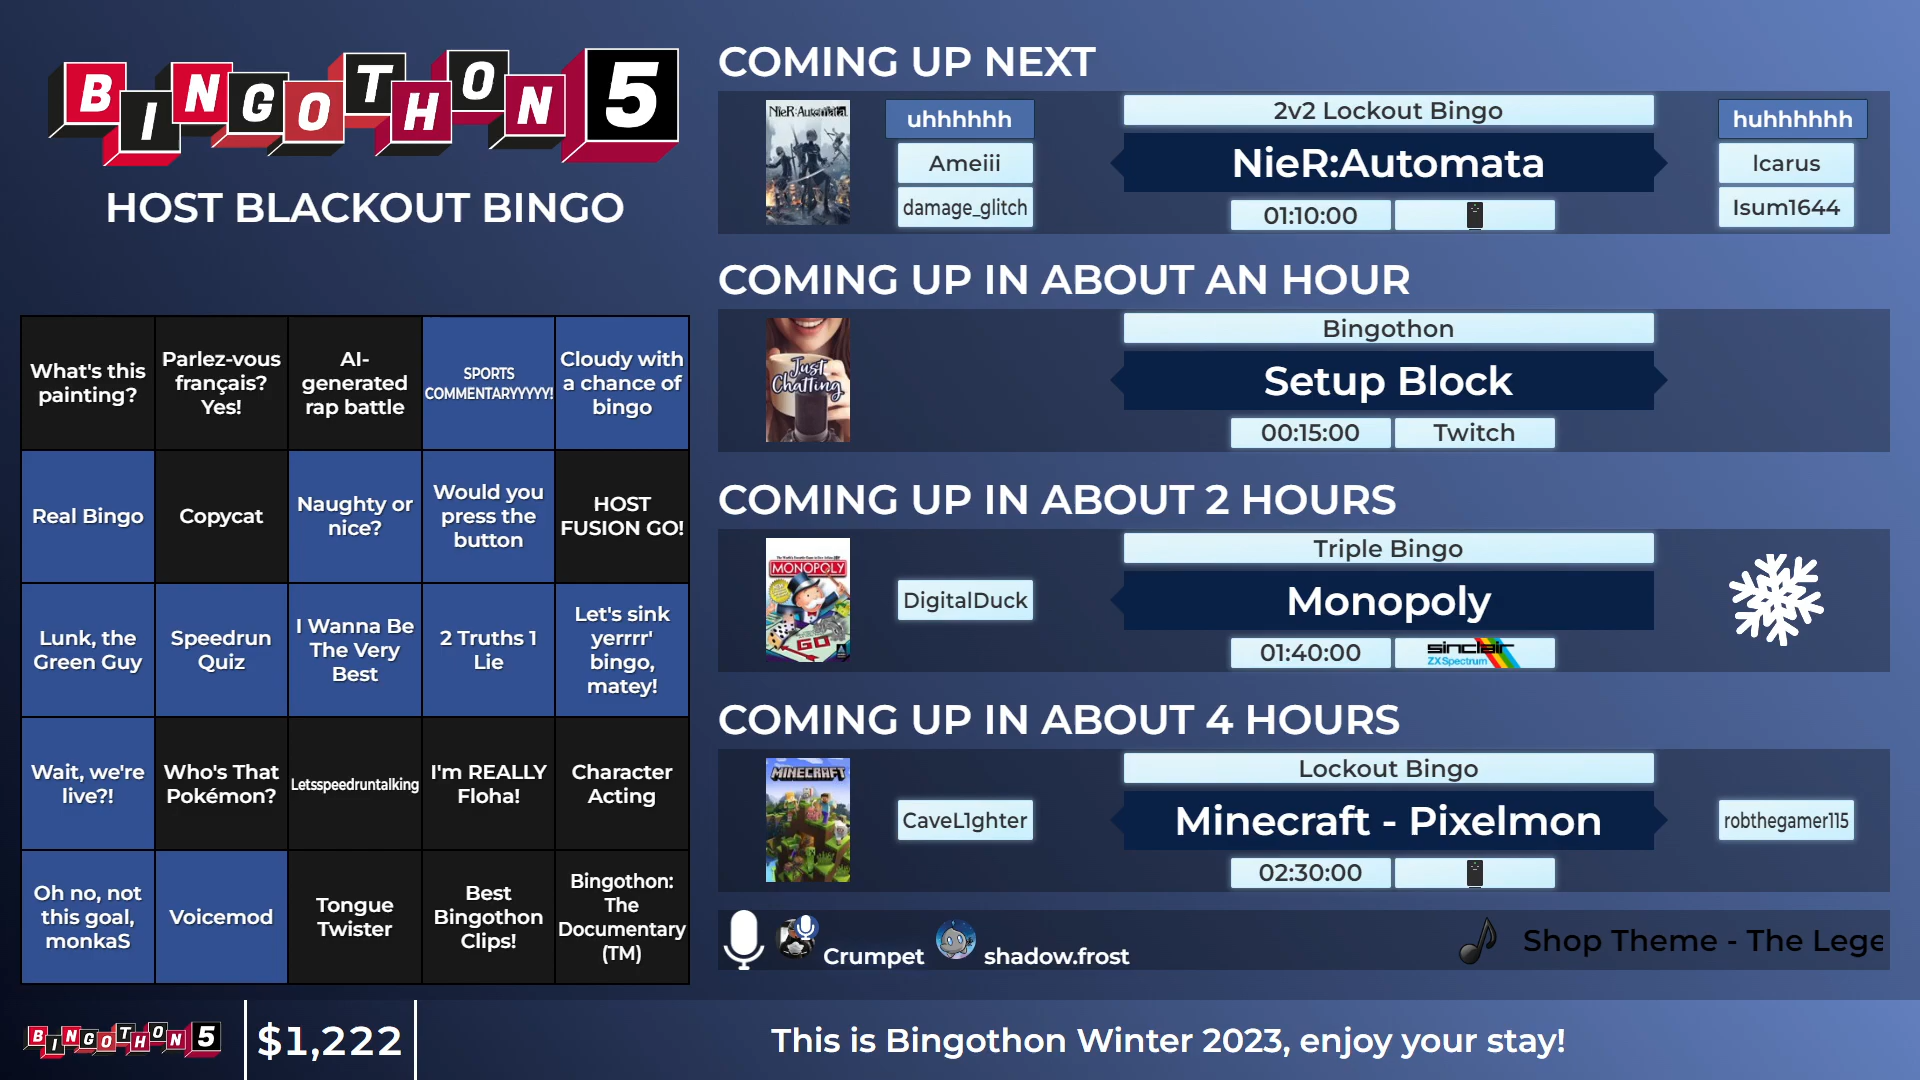 BINGOTHON 5
HOST BLACKOUT BINGO
What's this
painting?
Parlez-vous
français?
Yes!
AI-
generated
rap battle
SPORTS
COMMENTARYYYYY!
Cloudy with
a chance of
bingo
Real Bingo
Copycat
Naughty or
nice?
Would you
press the
button
HOST
FUSION GO!
Lunk, the
Green Guy
Speedrun
Quiz
I Wanna Be
The Very
Best
2 Truths 1
Lie
Let's sink
yerrrr'
bingo,
matey!
Wait, we're
live?!
Who's That
Pokémon?
Letsspeedruntalking
I'm REALLY
Floha!
Character
Acting
Oh no, not
this goal,
monkaS
Voicemod
Tongue
Twister
Best
Bingothon
Clips!
Bingothon:
The
Documentary
(TM)
COMING UP NEXT
NieR:Automata
uhhhhhh
Ameiii
damage_glitch
2v2 Lockout Bingo
NieR:Automata
01:10:00
huhhhhhh
Icarus
Isum1644
COMING UP IN ABOUT AN HOUR
Just
Chatting
Bingothon
Setup Block
00:15:00
Twitch
COMING UP IN ABOUT 2 HOURS
MONOPOLY
GO
DigitalDuck
Triple Bingo
Monopoly
01:40:00
sinclair
ZX Spectrum
COMING UP IN ABOUT 4 HOURS
MINECRAFT
CaveL1ghter
Lockout Bingo
Minecraft - Pixelmon
02:30:00
robthegamer115
Crumpet
shadow.frost
Shop Theme - The Lege
BINGOTHON 5
$1,222
This is Bingothon Winter 2023, enjoy your stay!